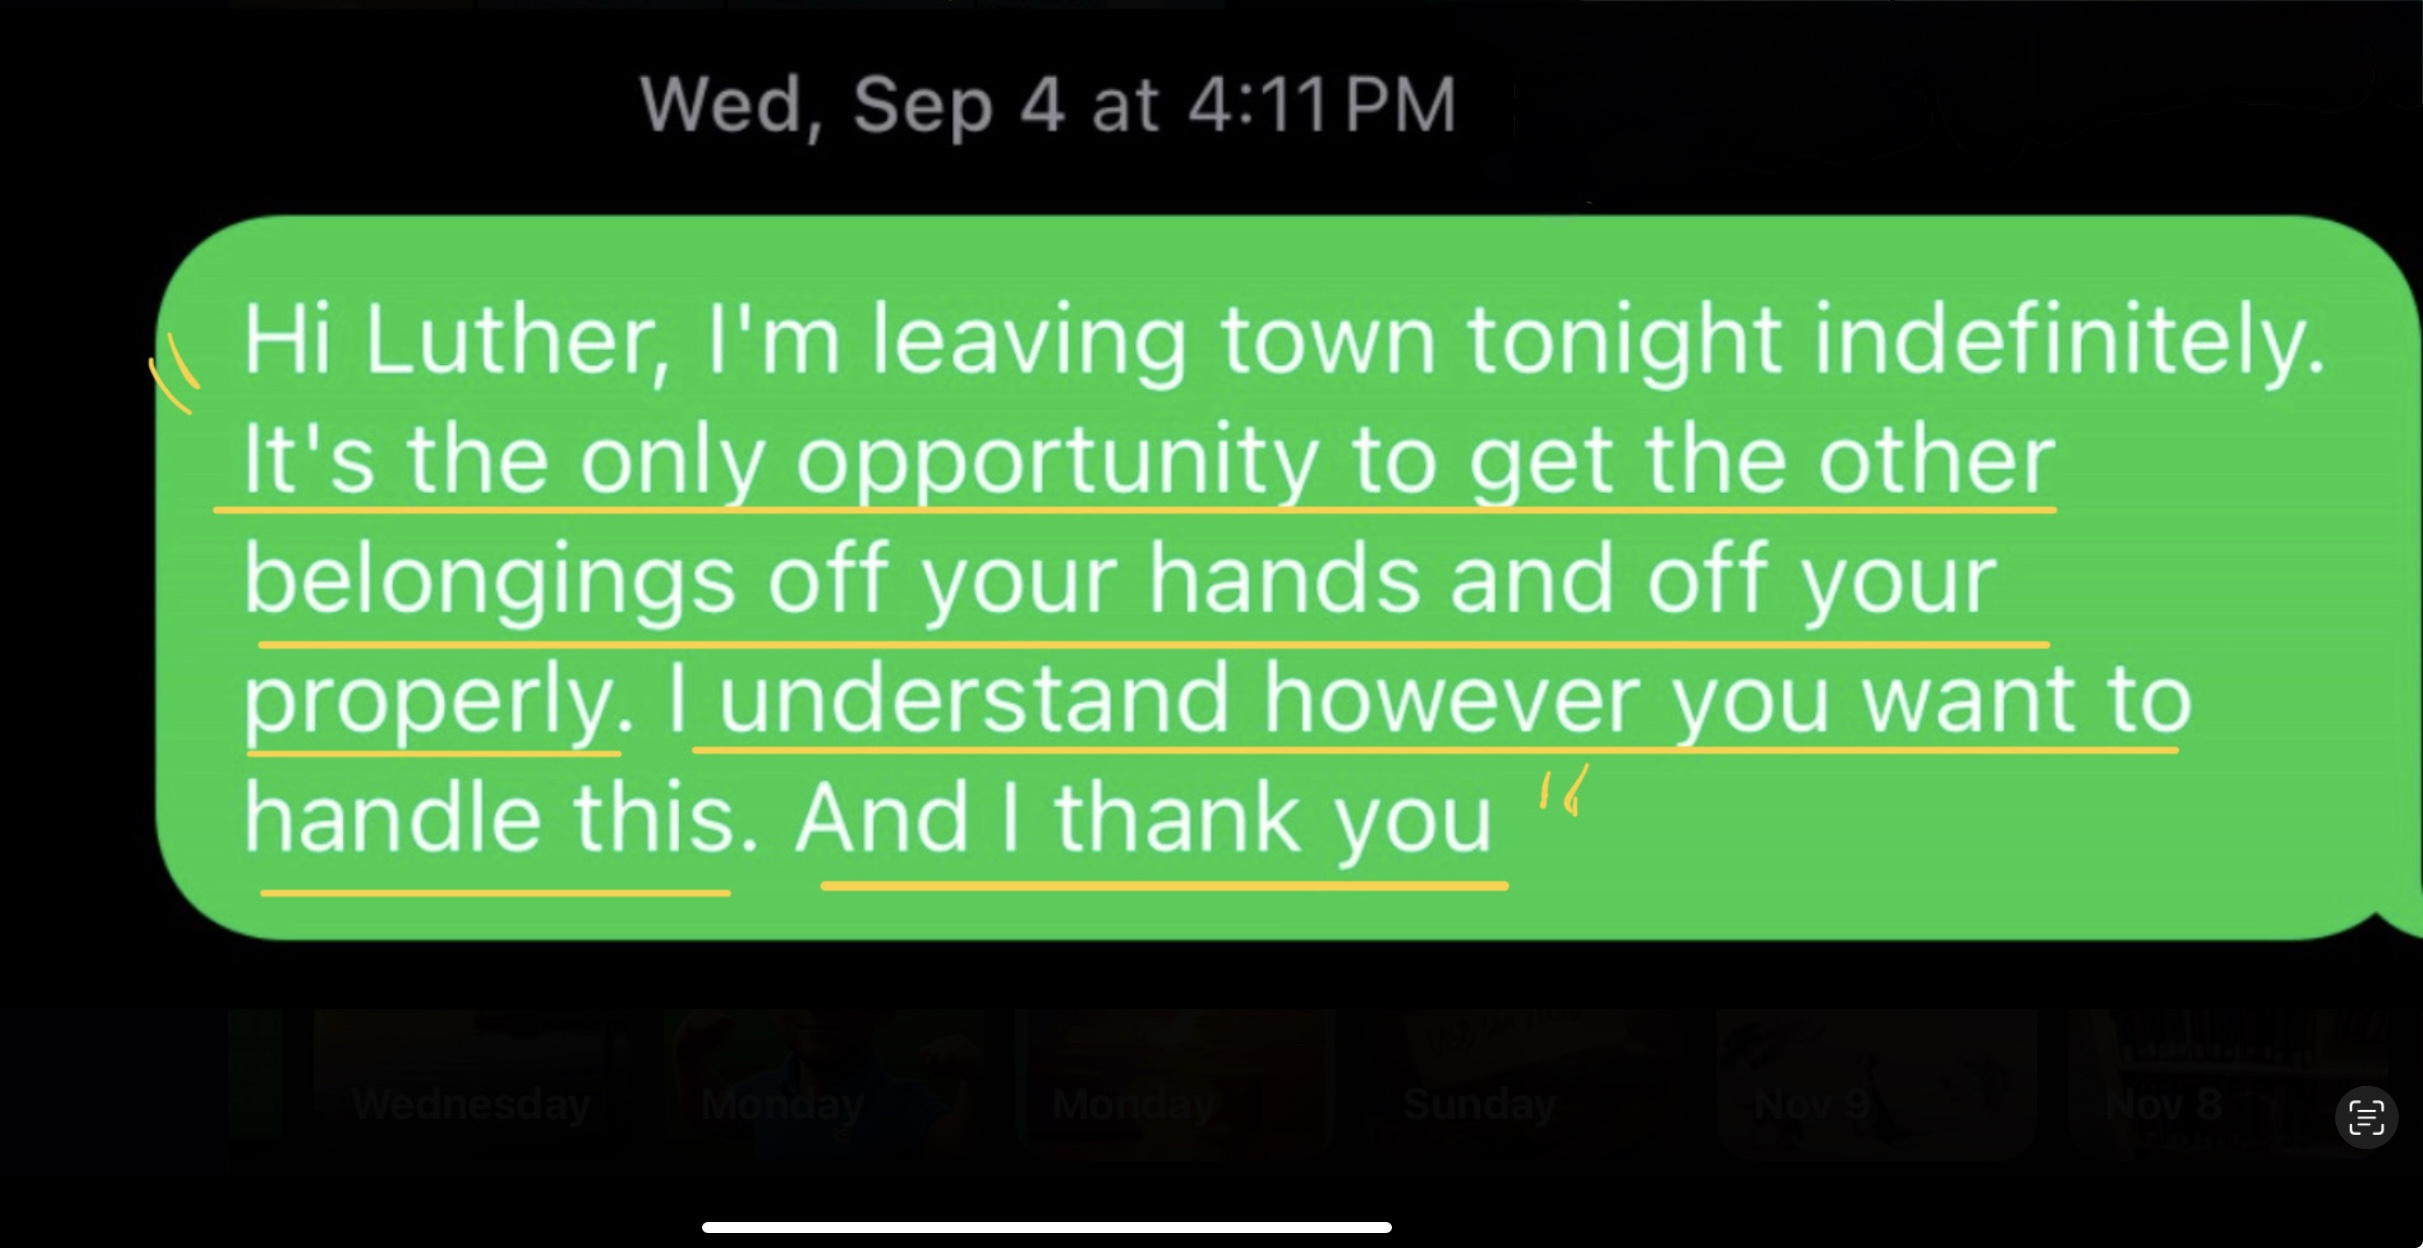 Wed, Sep 4 at 4:11 PM
Hi Luther, I'm leaving town tonight indefinitely.
It's the only opportunity to get the other
belongings off your hands and off your
properly. I understand however you want to
handle this. And I thank you "
Wednesday
Monday
Monday
Sunday
Nov 9
Nov 8